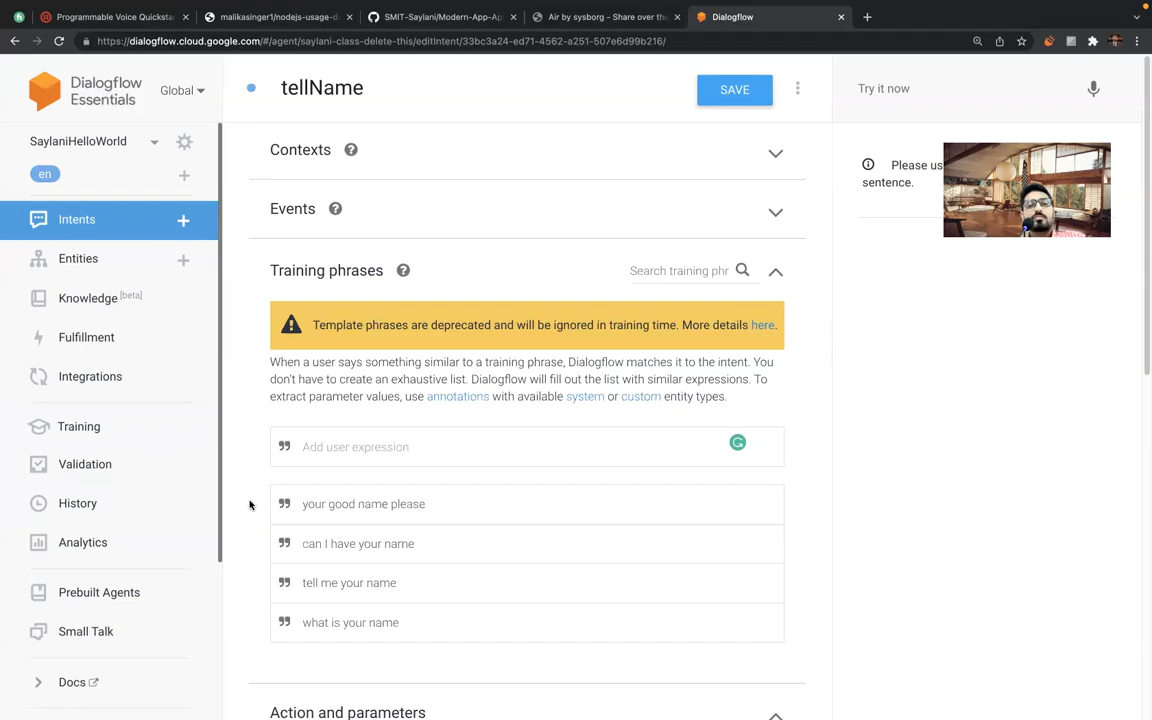 Programmable Voice Quickstar
malikasinger1/nodejs-usage-da
SMIT-Saylani/Modern-App-Ap
Air by sysborg - Share over the
Dialogflow
https://dialogflow.cloud.google.com/#/agent/saylani-class-delete-this/editIntent/33bc3a24-ed71-4562-a251-507e6d99b216/
Dialogflow
Essentials
Global
SaylaniHelloWorld
en
Intents
Entities
Knowledge [beta]
Fulfillment
Integrations
Training
Validation
History
Analytics
Prebuilt Agents
Small Talk
Docs
tellName
SAVE
Contexts
Events
Training phrases
Search training phr
Template phrases are deprecated and will be ignored in training time. More details here.
When a user says something similar to a training phrase, Dialogflow matches it to the intent. You
don't have to create an exhaustive list. Dialogflow will fill out the list with similar expressions. To
extract parameter values, use annotations with available system or custom entity types.
Add user expression
your good name please
can I have your name
tell me your name
what is your name
Action and parameters
Try it now
Please us
sentence.